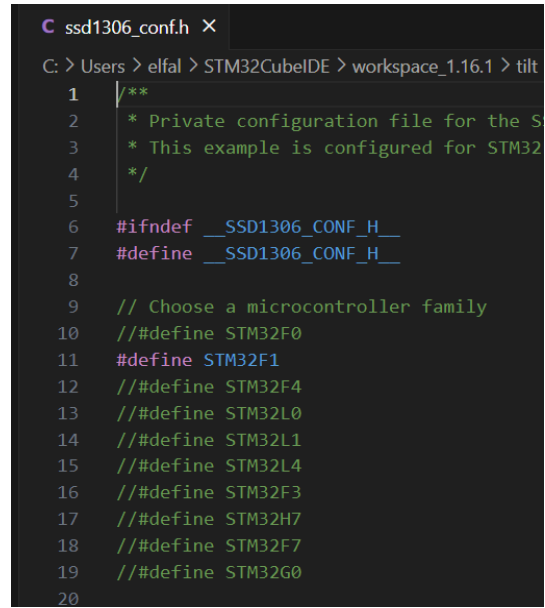 C ssd1306_conf.h ×
C: > Users > elfal > STM32CubeIDE > workspace_1.16.1 > tilt
1 /**
2 * Private configuration file for the
3 * This example is configured for STM32
4 */
5
6 #ifndef __SSD1306_CONF_H__
7 #define __SSD1306_CONF_H__
8
9 // Choose a microcontroller family
10 //#define STM32F0
11 #define STM32F1
12 //#define STM32F4
13 //#define STM32L0
14 //#define STM32L1
15 //#define STM32L4
16 //#define STM32F3
17 //#define STM32H7
18 //#define STM32F7
19 //#define STM32G0
20